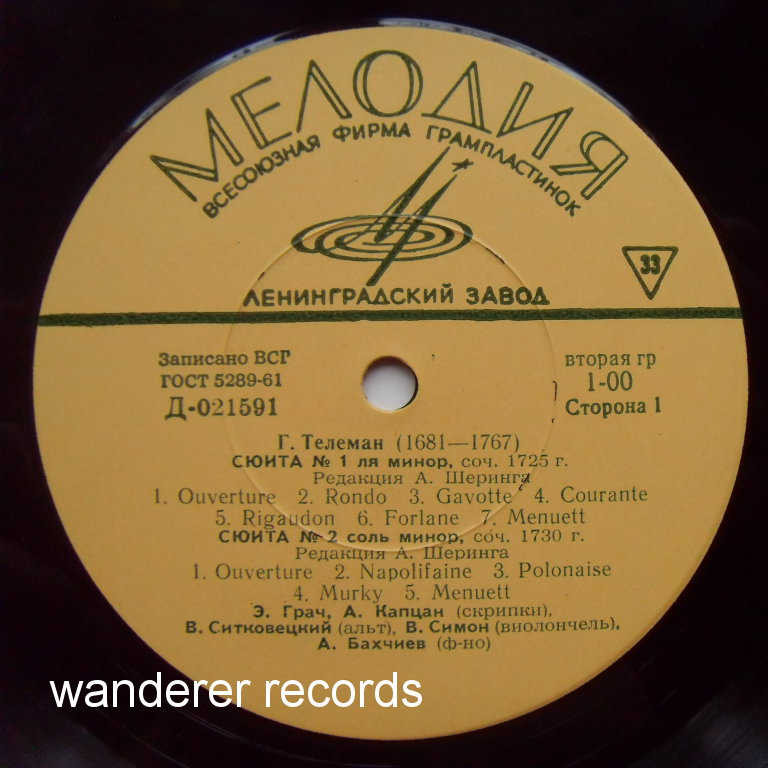 МЕЛОДИЯ
ВСЕСОЮЗНАЯ ФИРМА ГРАМПЛАСТИНОК
33
ЛЕНИНГРАДСКИЙ ЗАВОД
Записано ВСГ
ГОСТ 5289-61
Д-021591
вторая гр
1-00
Сторона 1
Г. Телеман (1681—1767)
СЮИТА № 1 ля минор, соч. 1725 г.
Редакция А. Шеринга
1. Ouverture 2. Rondo 3. Gavotte 4. Courante
5. Rigaudon 6. Forlane 7. Menuett
СЮИТА № 2 соль минор, соч. 1730 г.
Редакция А. Шеринга
1. Ouverture 2. Napolifaine 3. Polonaise
4. Murky 5. Menuett
Э. Грач, А. Капцан (скрипки),
В. Ситковецкий (альт), В. Симон (виолончель),
А. Бахчиев (ф-но)
wanderer records